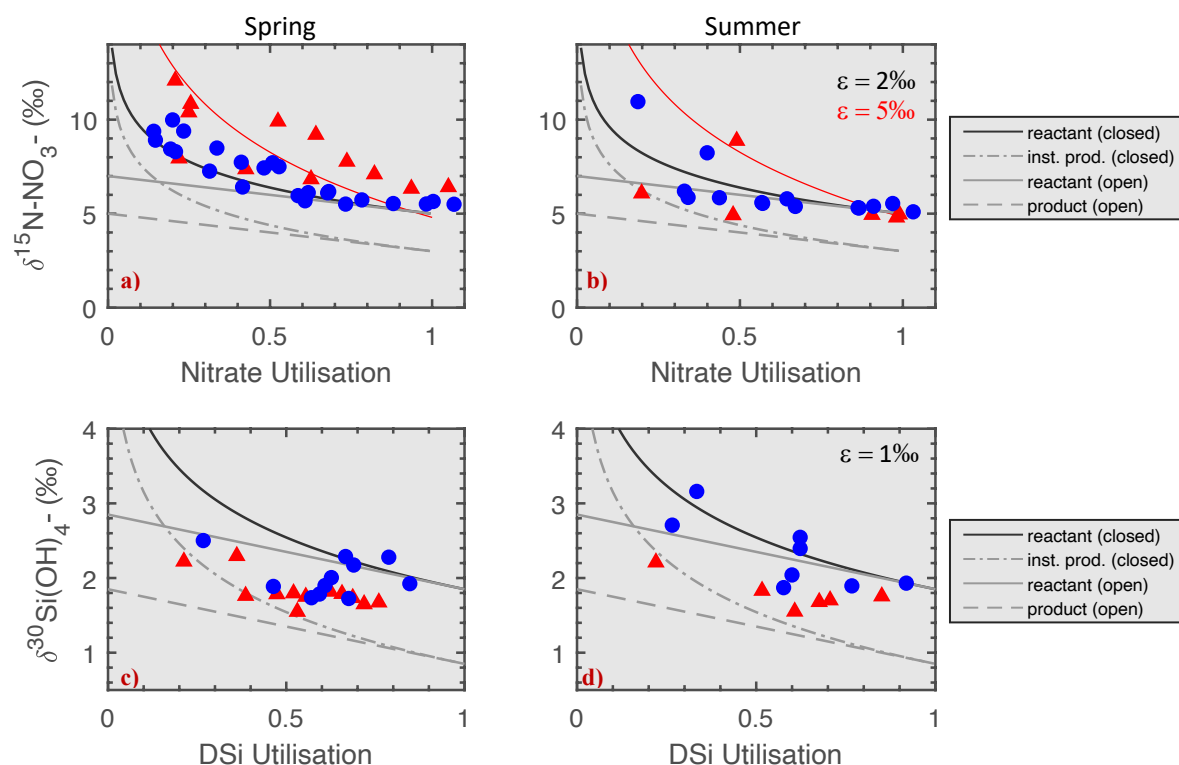 Spring
Summer
δ15N-NO3- (‰)
10
5
0
a)
0
0.5
1
Nitrate Utilisation
ε = 2‰
ε = 5‰
10
5
0
b)
0
0.5
1
Nitrate Utilisation
reactant (closed)
inst. prod. (closed)
reactant (open)
product (open)
δ30Si(OH)4- (‰)
4
3
2
1
c)
0
0.5
1
DSi Utilisation
ε = 1‰
4
3
2
1
d)
0
0.5
1
DSi Utilisation
reactant (closed)
inst. prod. (closed)
reactant (open)
product (open)